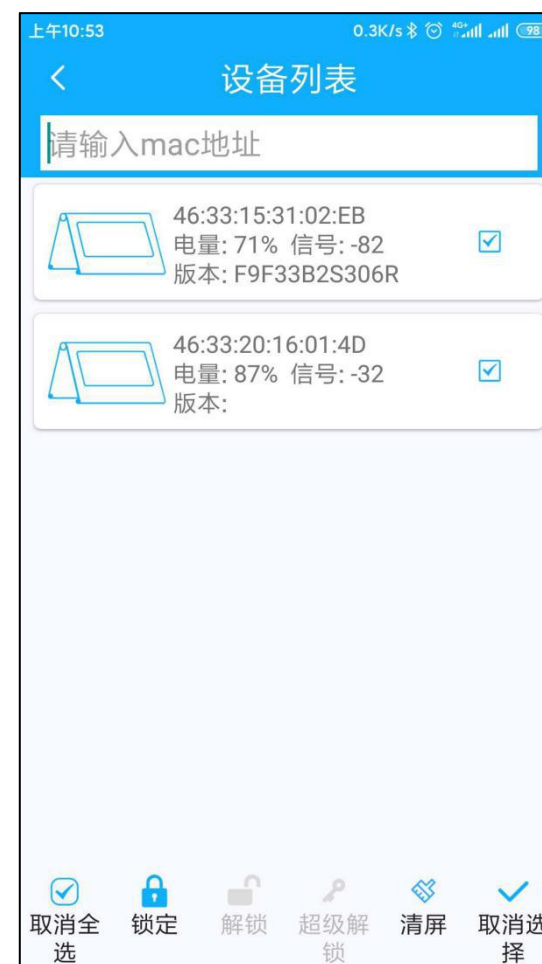 上午10:53
0.3K/s 4G+ 98
设备列表
请输入mac地址
46:33:15:31:02:EB
电量: 71% 信号: -82
版本: F9F33B2S306R
46:33:20:16:01:4D
电量: 87% 信号: -32
版本:
取消全选
锁定
解锁
超级解锁
清屏
取消选择